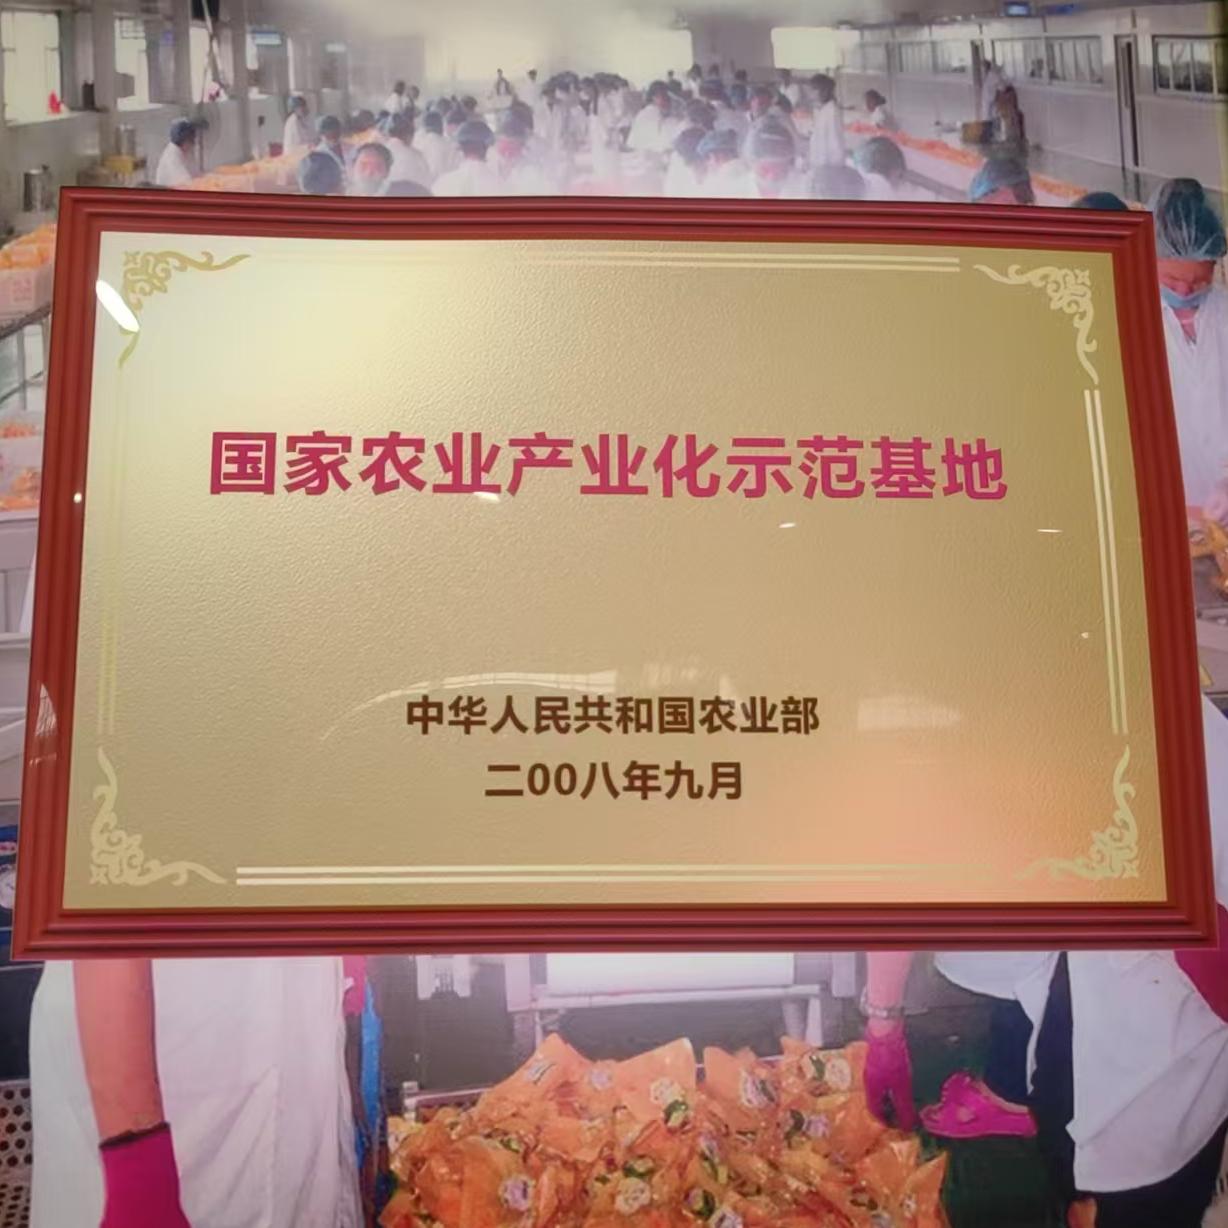 国家农业产业化示范基地
中华人民共和国农业部
二00八年九月